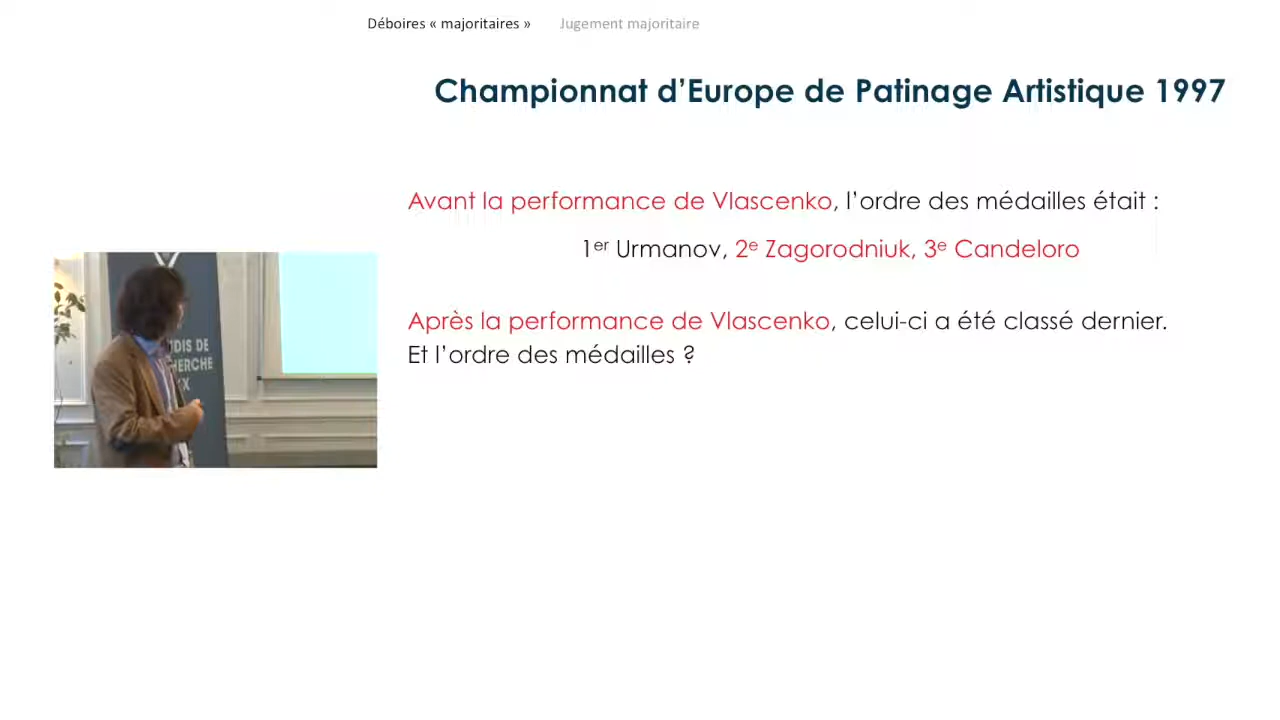 Déboires « majoritaires » Jugement majoritaire
Championnat d’Europe de Patinage Artistique 1997
Avant la performance de Vlascenko, l’ordre des médailles était :
1er Urmanov, 2e Zagorodniuk, 3e Candeloro
Après la performance de Vlascenko, celui-ci a été classé dernier.
Et l’ordre des médailles ?